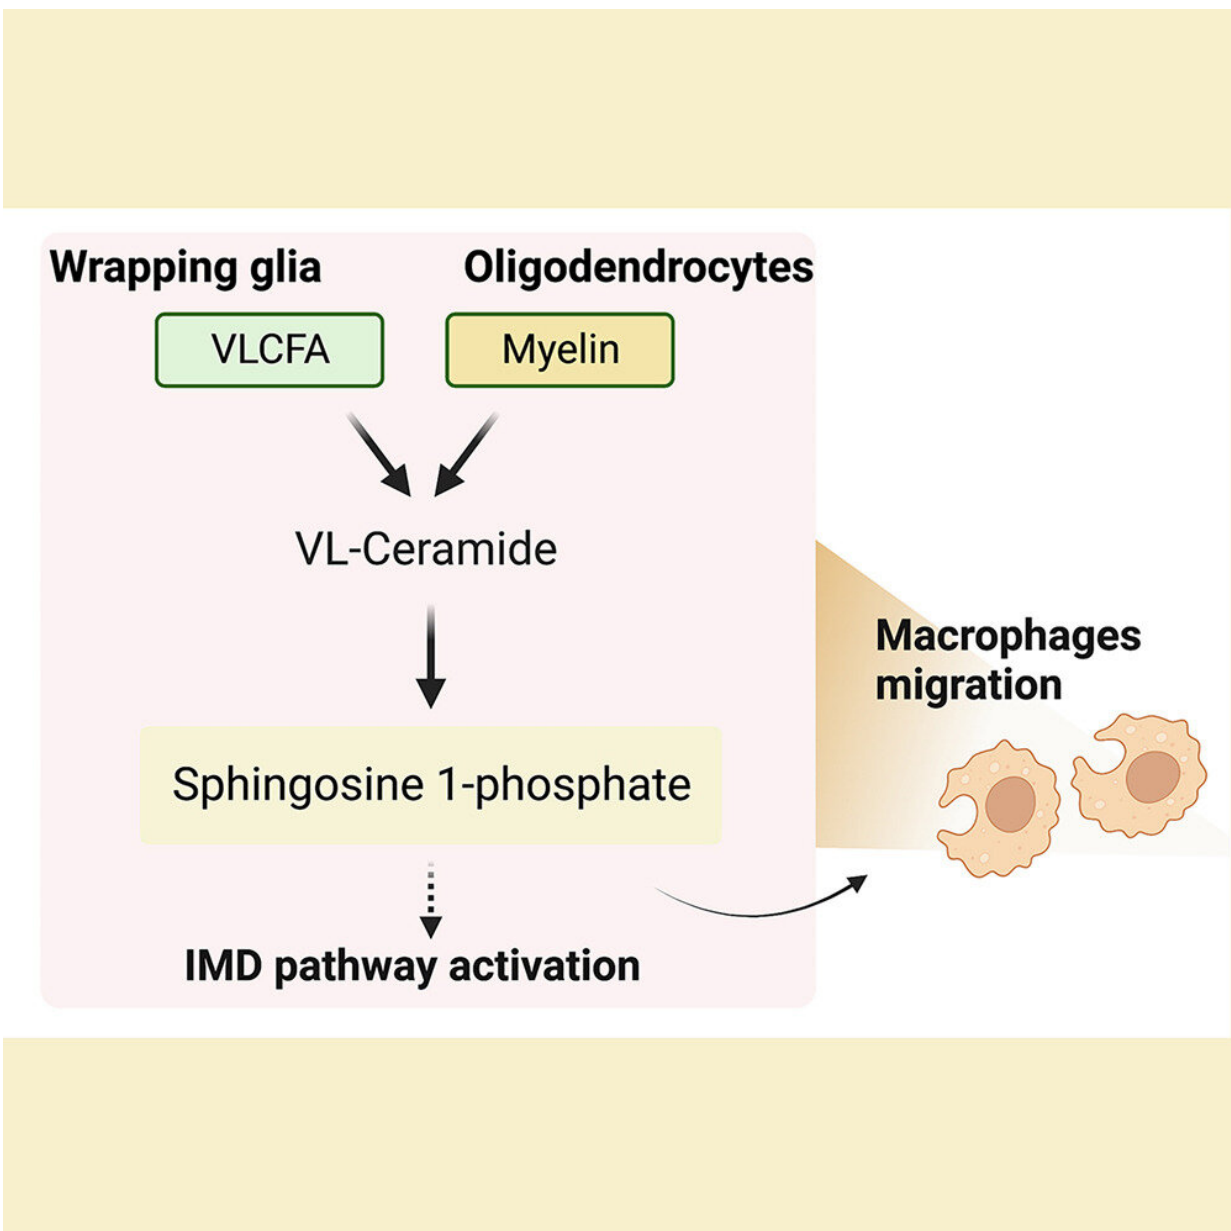 Wrapping glia
Oligodendrocytes
VLCFA
Myelin
VL-Ceramide
Sphingosine 1-phosphate
IMD pathway activation
Macrophages
migration